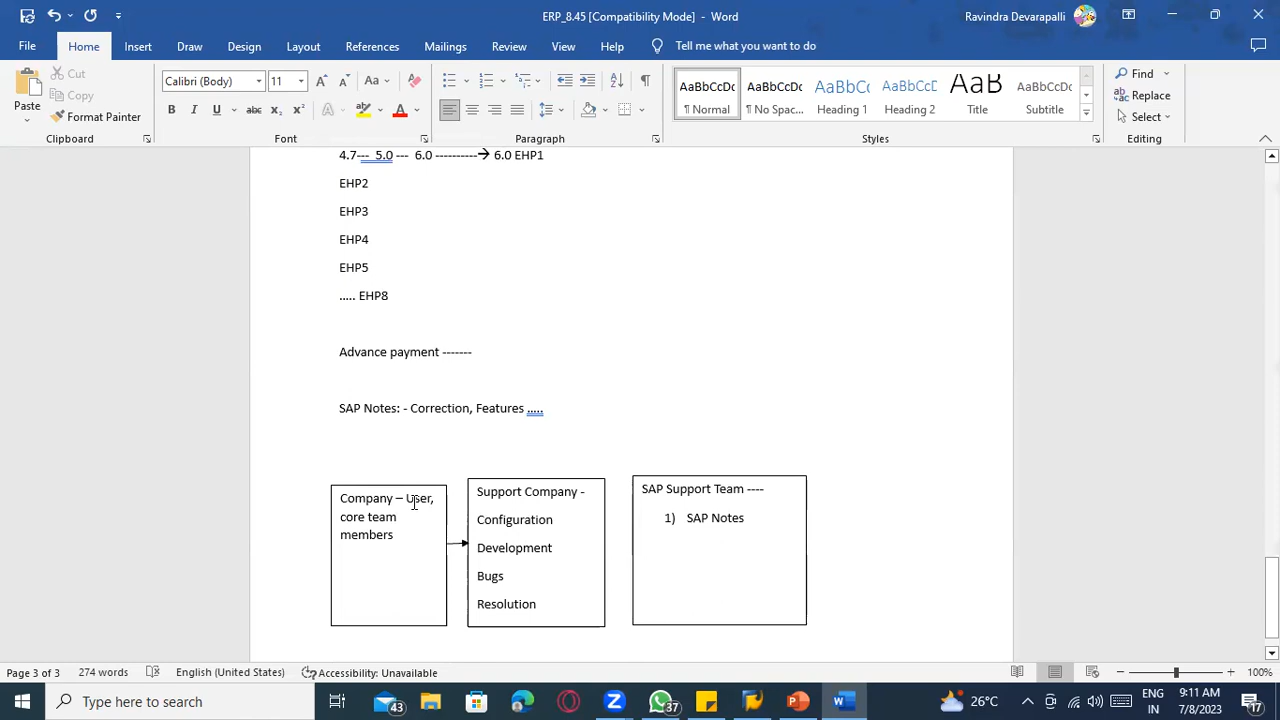 ERP_8.45 [Compatibility Mode] - Word
Ravindra Devarapalli
File Home Insert Draw Design Layout References Mailings Review View Help Tell me what you want to do
Paste
Cut
Copy
Format Painter
Clipboard
Calibri (Body) 11
Font
Paragraph
AaBbCcDc AaBbCcDc AaBbCc AaBbCcD AaB AaBbCcD
¶ Normal ¶ No Spac... Heading 1 Heading 2 Title Subtitle
Styles
Find
Replace
Select
Editing
4.7--- 5.0 --- 6.0 ----------→ 6.0 EHP1
EHP2
EHP3
EHP4
EHP5
..... EHP8
Advance payment -------
SAP Notes: - Correction, Features .....
Company – User,
core team
members
Support Company -
Configuration
Development
Bugs
Resolution
SAP Support Team ----
1) SAP Notes
Page 3 of 3 274 words English (United States) Accessibility: Unavailable 100%
Type here to search
43
37
26°C
ENG
IN
9:11 AM
7/8/2023
17